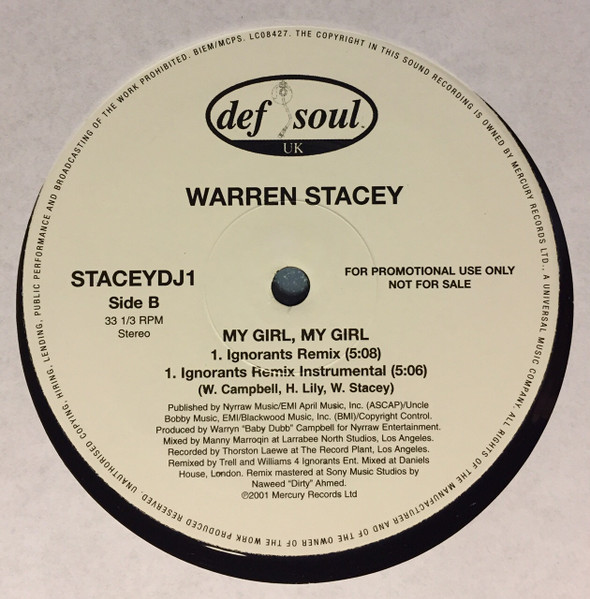 UNAUTHORISED COPYING, HIRING, LENDING, PUBLIC PERFORMANCE AND BROADCASTING OF THE WORK PROHIBITED. BIEM/MCPS. LC08427. THE COPYRIGHT IN THIS SOUND RECORDING IS OWNED BY MERCURY RECORDS LTD., A UNIVERSAL MUSIC COMPANY. ALL RIGHTS OF THE MANUFACTURER AND OF THE OWNER OF THE WORK PRODUCED RESERVED.
def soul
UK
WARREN STACEY
STACEYDJ1
Side B
33 1/3 RPM
Stereo
FOR PROMOTIONAL USE ONLY
NOT FOR SALE
MY GIRL, MY GIRL
1. Ignorants Remix (5:08)
1. Ignorants Remix Instrumental (5:06)
(W. Campbell, H. Lily, W. Stacey)
Published by Nyrraw Music/EMI April Music, Inc. (ASCAP)/Uncle
Bobby Music, EMI/Blackwood Music, Inc. (BMI)/Copyright Control.
Produced by Warryn "Baby Dubb" Campbell for Nyrraw Entertainment.
Mixed by Manny Marroqin at Larrabee North Studios, Los Angeles.
Recorded by Thorston Laewe at The Record Plant, Los Angeles.
Remixed by Trell and Williams 4 Ignorants Ent. Mixed at Daniels
House, London. Remix mastered at Sony Music Studios by
Naweed "Dirty" Ahmed.
℗2001 Mercury Records Ltd